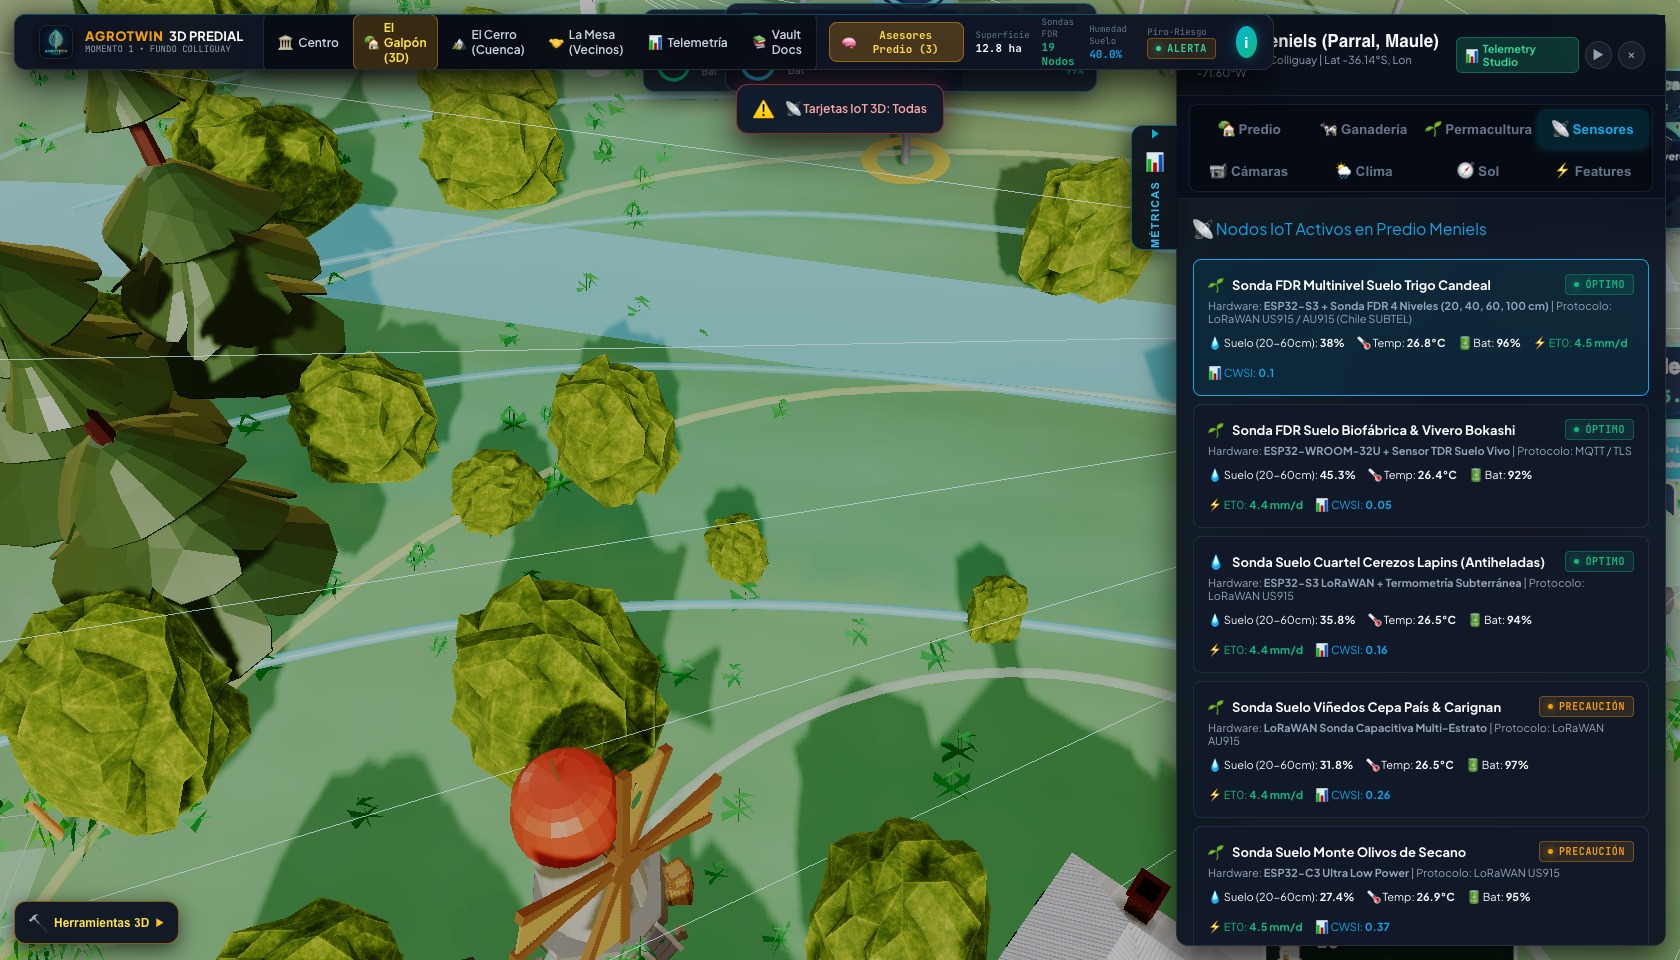 AGROTWIN 3D PREDIAL
MOMENTO 1 • FUNDO COLLIGUAY
Centro
El Galpón (3D)
El Cerro (Cuenca)
La Mesa (Vecinos)
Telemetría
Vault Docs
Asesores Predio (3)
Superficie
12.8 ha
Sondas FDR
19 Nodos
Humedad Suelo
40.0%
Piro-Riesgo
ALERTA
i
eniels (Parral, Maule)
Colliguay | Lat -36.14°S, Lon
-71.60°W
Telemetry Studio
Bat
Bat
99%
Tarjetas IoT 3D: Todas
MÉTRICAS
Predio
Ganadería
Permacultura
Sensores
Cámaras
Clima
Sol
Features
Nodos IoT Activos en Predio Meniels
Sonda FDR Multinivel Suelo Trigo Candeal
ÓPTIMO
Hardware: ESP32-S3 + Sonda FDR 4 Niveles (20, 40, 60, 100 cm) | Protocolo:
LoRaWAN US915 / AU915 (Chile SUBTEL)
Suelo (20-60cm): 38% Temp: 26.8°C Bat: 96% ET0: 4.5 mm/d
CWSI: 0.1
Sonda FDR Suelo Biofábrica & Vivero Bokashi
ÓPTIMO
Hardware: ESP32-WROOM-32U + Sensor TDR Suelo Vivo | Protocolo: MQTT / TLS
Suelo (20-60cm): 45.3% Temp: 26.4°C Bat: 92%
ET0: 4.4 mm/d CWSI: 0.05
Sonda Suelo Cuartel Cerezos Lapins (Antiheladas)
ÓPTIMO
Hardware: ESP32-S3 LoRaWAN + Termometría Subterránea | Protocolo:
LoRaWAN US915
Suelo (20-60cm): 35.8% Temp: 26.5°C Bat: 94%
ET0: 4.4 mm/d CWSI: 0.16
Sonda Suelo Viñedos Cepa País & Carignan
PRECAUCIÓN
Hardware: LoRaWAN Sonda Capacitiva Multi-Estrato | Protocolo: LoRaWAN
AU915
Suelo (20-60cm): 31.8% Temp: 26.5°C Bat: 97%
ET0: 4.4 mm/d CWSI: 0.26
Sonda Suelo Monte Olivos de Secano
PRECAUCIÓN
Hardware: ESP32-C3 Ultra Low Power | Protocolo: LoRaWAN US915
Suelo (20-60cm): 27.4% Temp: 26.9°C Bat: 95%
ET0: 4.5 mm/d CWSI: 0.37
Herramientas 3D